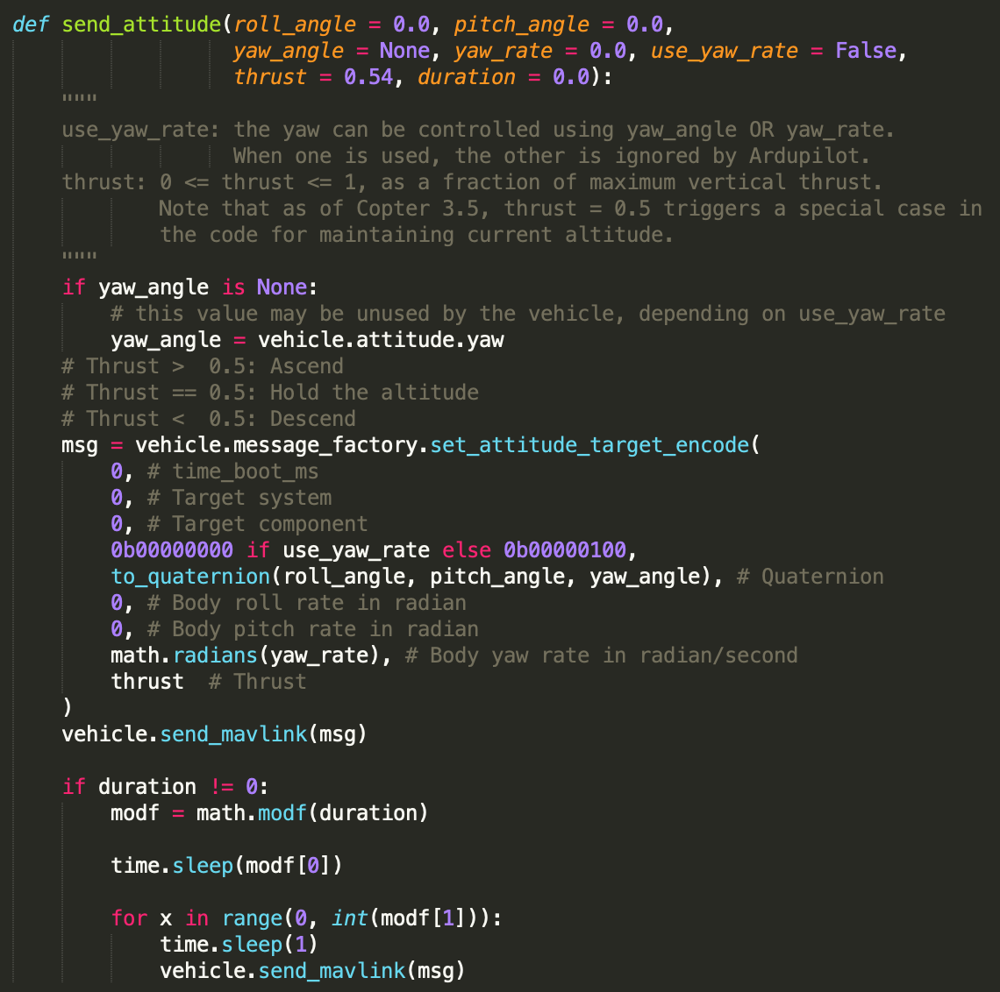 def send_attitude(roll_angle = 0.0, pitch_angle = 0.0,
                  yaw_angle = None, yaw_rate = 0.0, use_yaw_rate = False,
                  thrust = 0.54, duration = 0.0):
    """
    use_yaw_rate: the yaw can be controlled using yaw_angle OR yaw_rate.
                  When one is used, the other is ignored by Ardupilot.
    thrust: 0 <= thrust <= 1, as a fraction of maximum vertical thrust.
            Note that as of Copter 3.5, thrust = 0.5 triggers a special case in
            the code for maintaining current altitude.
    """
    if yaw_angle is None:
        # this value may be unused by the vehicle, depending on use_yaw_rate
        yaw_angle = vehicle.attitude.yaw
    # Thrust >  0.5: Ascend
    # Thrust == 0.5: Hold the altitude
    # Thrust <  0.5: Descend
    msg = vehicle.message_factory.set_attitude_target_encode(
        0, # time_boot_ms
        0, # Target system
        0, # Target component
        0b00000000 if use_yaw_rate else 0b00000100,
        to_quaternion(roll_angle, pitch_angle, yaw_angle), # Quaternion
        0, # Body roll rate in radian
        0, # Body pitch rate in radian
        math.radians(yaw_rate), # Body yaw rate in radian/second
        thrust  # Thrust
    )
    vehicle.send_mavlink(msg)

    if duration != 0:
        modf = math.modf(duration)

        time.sleep(modf[0])

        for x in range(0, int(modf[1])):
            time.sleep(1)
            vehicle.send_mavlink(msg)